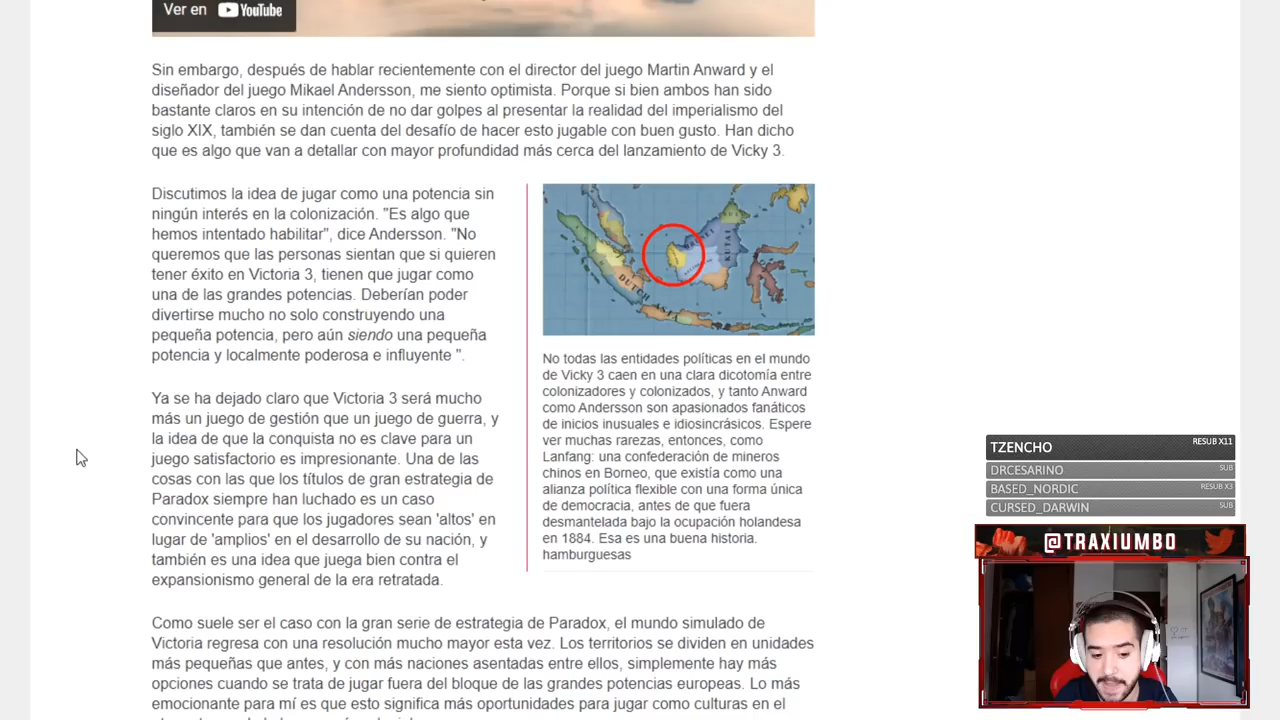 Ver en YouTube
Sin embargo, después de hablar recientemente con el director del juego Martin Anward y el
diseñador del juego Mikael Andersson, me siento optimista. Porque si bien ambos han sido
bastante claros en su intención de no dar golpes al presentar la realidad del imperialismo del
siglo XIX, también se dan cuenta del desafío de hacer esto jugable con buen gusto. Han dicho
que es algo que van a detallar con mayor profundidad más cerca del lanzamiento de Vicky 3.
Discutimos la idea de jugar como una potencia sin
ningún interés en la colonización. "Es algo que
hemos intentado habilitar", dice Andersson. "No
queremos que las personas sientan que si quieren
tener éxito en Victoria 3, tienen que jugar como
una de las grandes potencias. Deberían poder
divertirse mucho no solo construyendo una
pequeña potencia, pero aún siendo una pequeña
potencia y localmente poderosa e influyente ".
Ya se ha dejado claro que Victoria 3 será mucho
más un juego de gestión que un juego de guerra, y
la idea de que la conquista no es clave para un
juego satisfactorio es impresionante. Una de las
cosas con las que los títulos de gran estrategia de
Paradox siempre han luchado es un caso
convincente para que los jugadores sean 'altos' en
lugar de 'amplios' en el desarrollo de su nación, y
también es una idea que juega bien contra el
expansionismo general de la era retratada.
DUTCH EAST
No todas las entidades políticas en el mundo
de Vicky 3 caen en una clara dicotomía entre
colonizadores y colonizados, y tanto Anward
como Andersson son apasionados fanáticos
de inicios inusuales e idiosincrásicos. Espere
ver muchas rarezas, entonces, como
Lanfang: una confederación de mineros
chinos en Borneo, que existía como una
alianza política flexible con una forma única
de democracia, antes de que fuera
desmantelada bajo la ocupación holandesa
en 1884. Esa es una buena historia.
hamburguesas
Como suele ser el caso con la gran serie de estrategia de Paradox, el mundo simulado de
Victoria regresa con una resolución mucho mayor esta vez. Los territorios se dividen en unidades
más pequeñas que antes, y con más naciones asentadas entre ellos, simplemente hay más
opciones cuando se trata de jugar fuera del bloque de las grandes potencias europeas. Lo más
emocionante para mí es que esto significa más oportunidades para jugar como culturas en el
TZENCHO RESUB X11
DRCESARINO SUB
BASED_NORDIC RESUB X3
CURSED_DARWIN SUB
@TRAXIUMBO